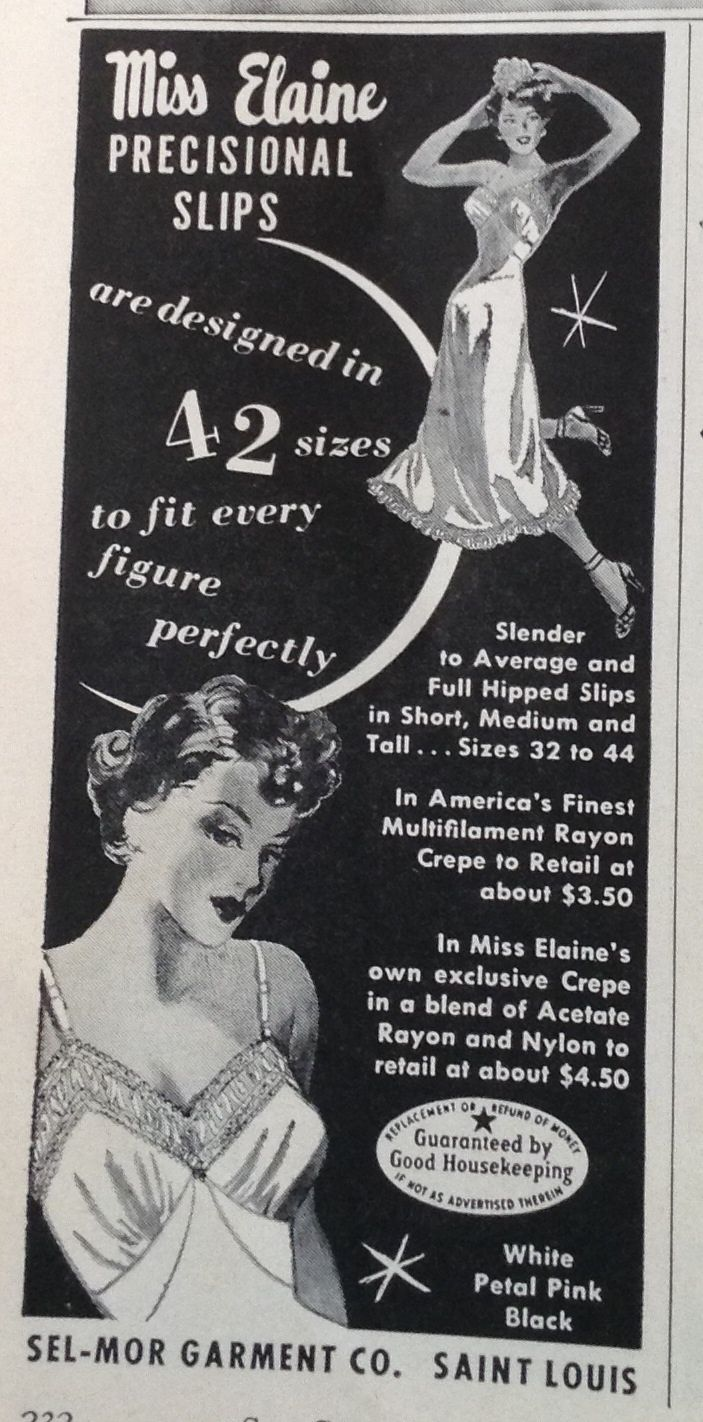 Miss Elaine
PRECISIONAL
SLIPS
are designed in
42 sizes
to fit every
figure
perfectly
Slender
to Average and
Full Hipped Slips
in Short, Medium and
Tall... Sizes 32 to 44
In America's Finest
Multifilament Rayon
Crepe to Retail at
about $3.50
In Miss Elaine's
own exclusive Crepe
in a blend of Acetate
Rayon and Nylon to
retail at about $4.50
REPLACEMENT OR REFUND OF MONEY
Guaranteed by
Good Housekeeping
IF NOT AS ADVERTISED THEREIN
White
Petal Pink
Black
SEL-MOR GARMENT CO. SAINT LOUIS